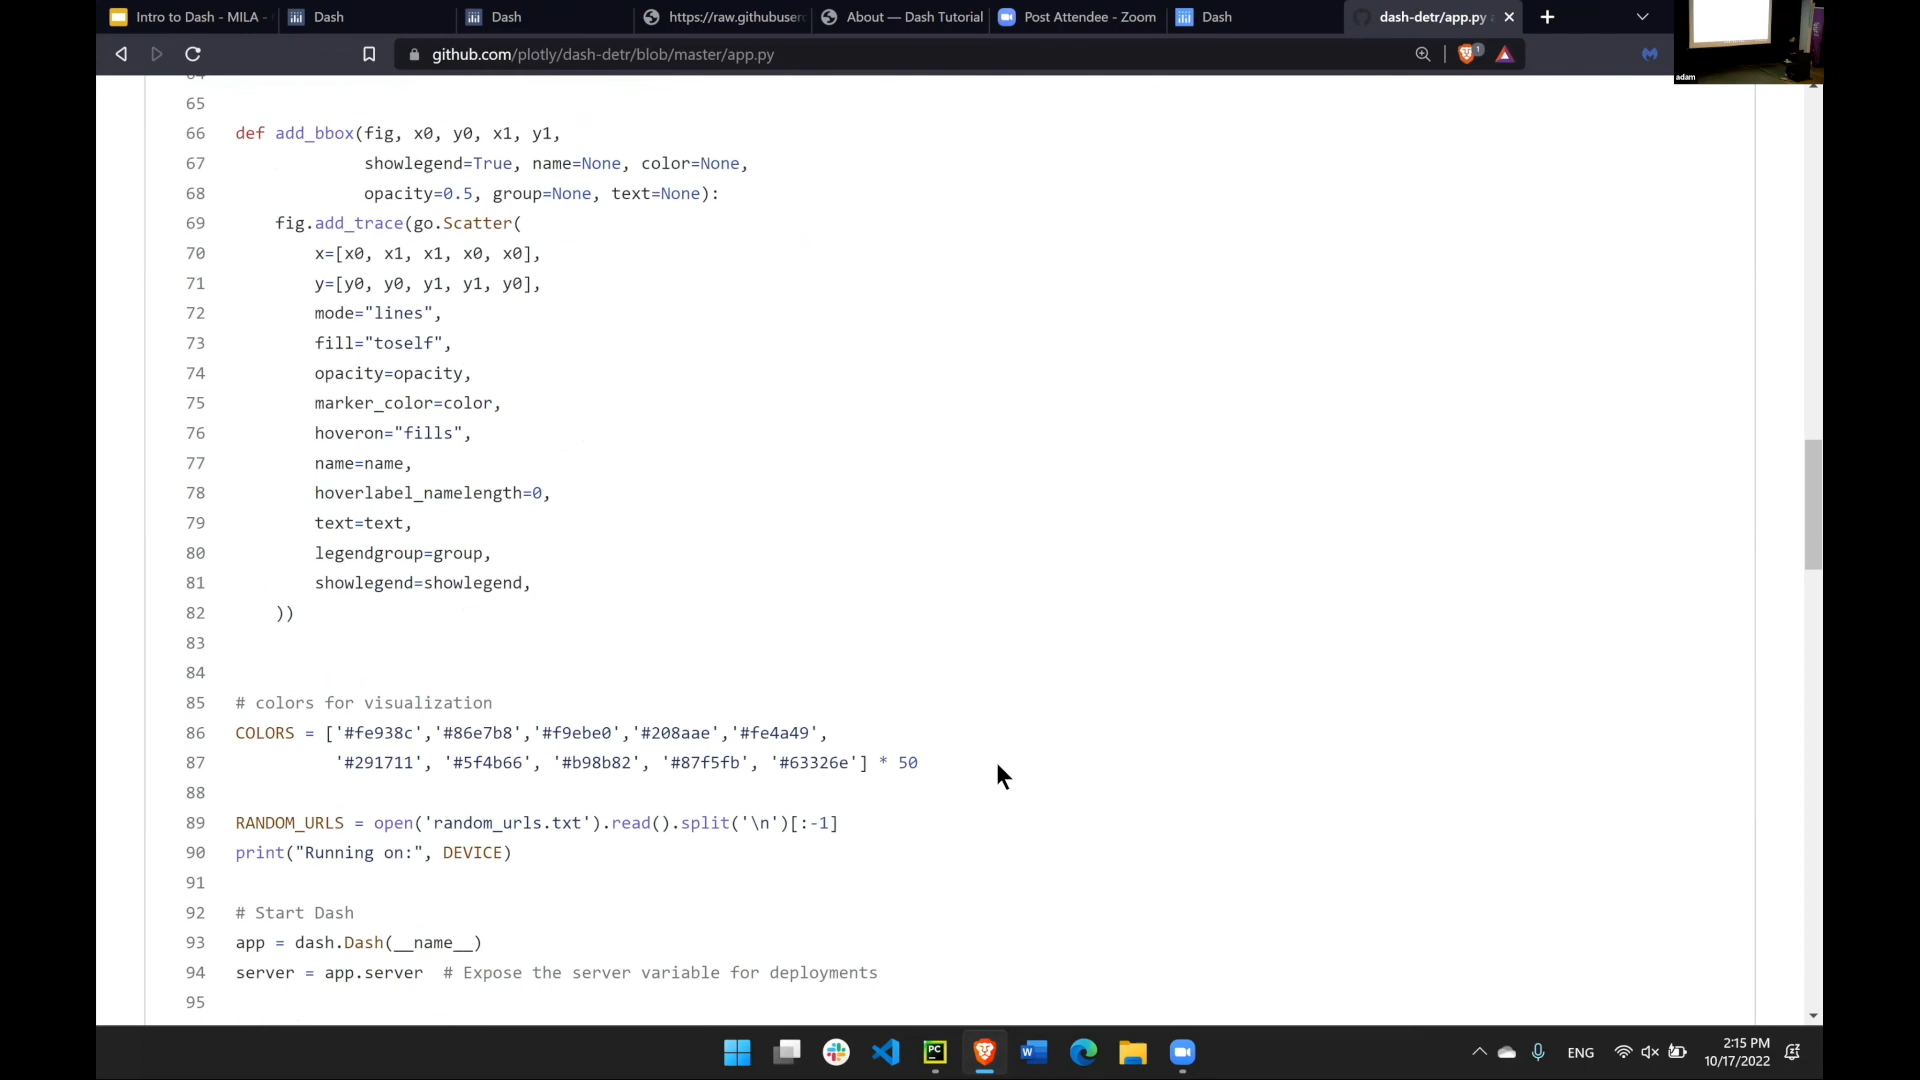 Intro to Dash - MILA -
Dash
Dash
https://raw.githubuserc
About — Dash Tutorial
Post Attendee - Zoom
Dash
dash-detr/app.py
github.com/plotly/dash-detr/blob/master/app.py
1
adam
64
65
66 def add_bbox(fig, x0, y0, x1, y1,
67 showlegend=True, name=None, color=None,
68 opacity=0.5, group=None, text=None):
69 fig.add_trace(go.Scatter(
70 x=[x0, x1, x1, x0, x0],
71 y=[y0, y0, y1, y1, y0],
72 mode="lines",
73 fill="toself",
74 opacity=opacity,
75 marker_color=color,
76 hoveron="fills",
77 name=name,
78 hoverlabel_namelength=0,
79 text=text,
80 legendgroup=group,
81 showlegend=showlegend,
82 ))
83
84
85 # colors for visualization
86 COLORS = ['#fe938c','#86e7b8','#f9ebe0','#208aae','#fe4a49',
87 '#291711', '#5f4b66', '#b98b82', '#87f5fb', '#63326e'] * 50
88
89 RANDOM_URLS = open('random_urls.txt').read().split('\n')[:-1]
90 print("Running on:", DEVICE)
91
92 # Start Dash
93 app = dash.Dash(__name__)
94 server = app.server # Expose the server variable for deployments
95
PC
W
ENG
2:15 PM
10/17/2022